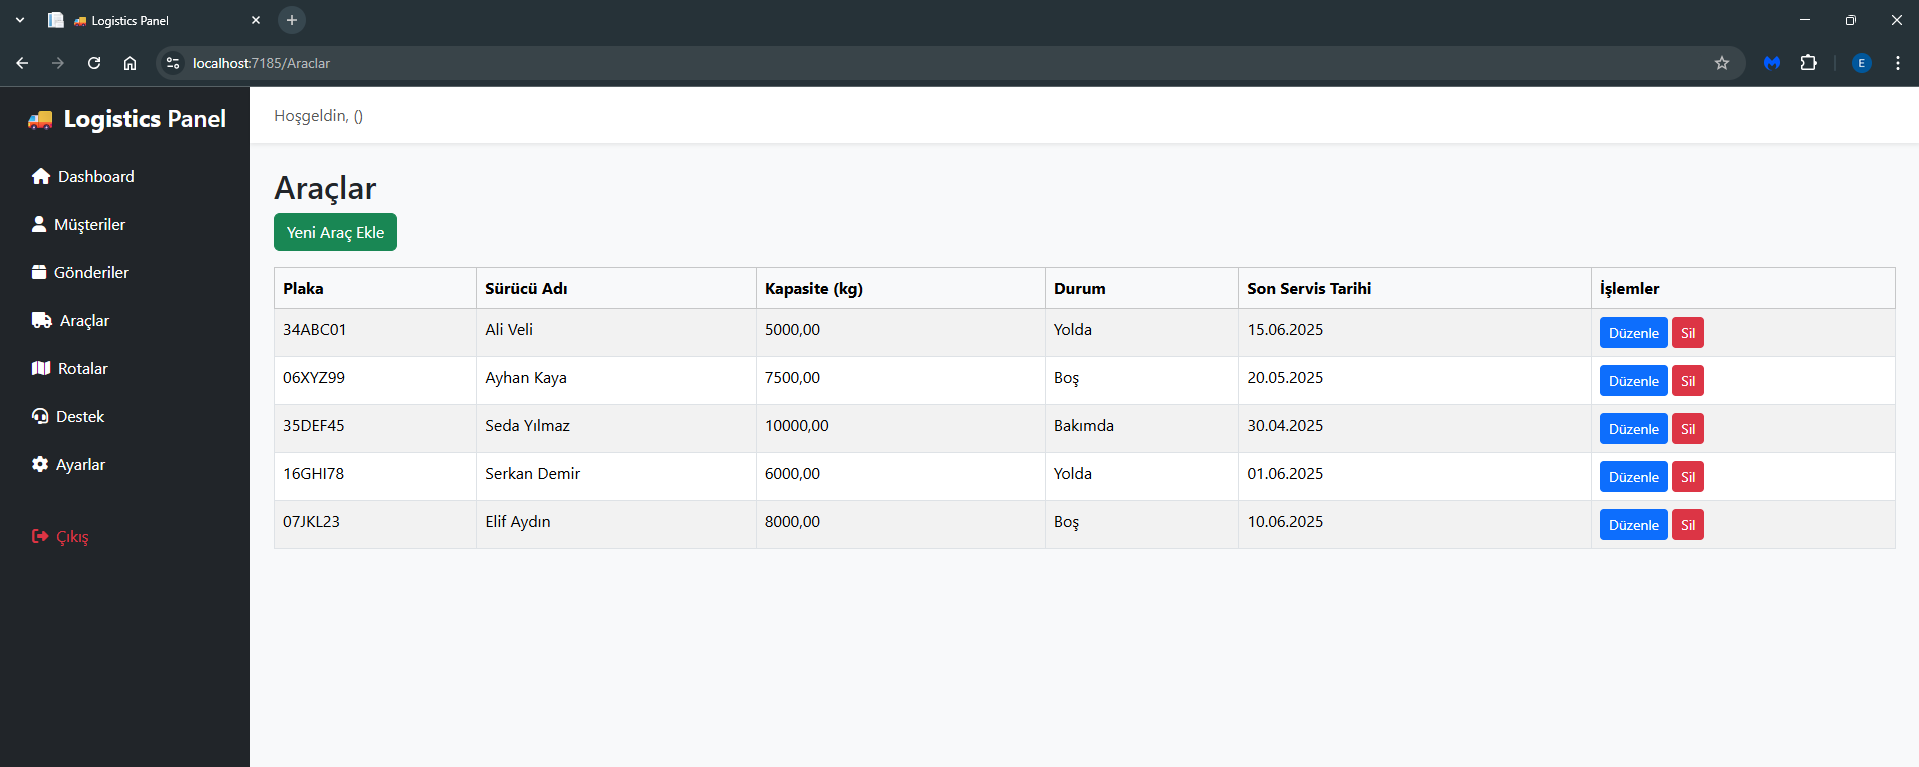 Logistics Panel
localhost:7185/Araclar
E
Logistics Panel
Hoşgeldin, ()
Dashboard
Müşteriler
Gönderiler
Araçlar
Rotalar
Destek
Ayarlar
Çıkış
Araçlar
Yeni Araç Ekle
Plaka Sürücü Adı Kapasite (kg) Durum Son Servis Tarihi İşlemler
34ABC01 Ali Veli 5000,00 Yolda 15.06.2025 Düzenle Sil
06XYZ99 Ayhan Kaya 7500,00 Boş 20.05.2025 Düzenle Sil
35DEF45 Seda Yılmaz 10000,00 Bakımda 30.04.2025 Düzenle Sil
16GHI78 Serkan Demir 6000,00 Yolda 01.06.2025 Düzenle Sil
07JKL23 Elif Aydın 8000,00 Boş 10.06.2025 Düzenle Sil